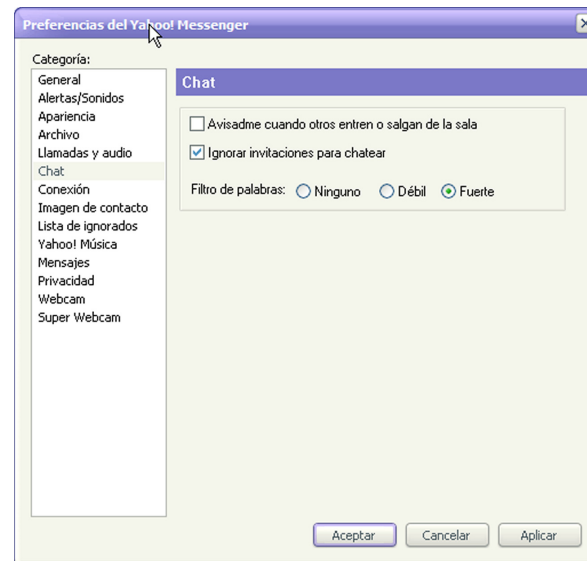 Preferencias del Yahoo! Messenger
Categoría:
General
Alertas/Sonidos
Apariencia
Archivo
Llamadas y audio
Chat
Conexión
Imagen de contacto
Lista de ignorados
Yahoo! Música
Mensajes
Privacidad
Webcam
Super Webcam
Chat
Avisadme cuando otros entren o salgan de la sala
Ignorar invitaciones para chatear
Filtro de palabras: Ninguno Débil Fuerte
Aceptar Cancelar Aplicar